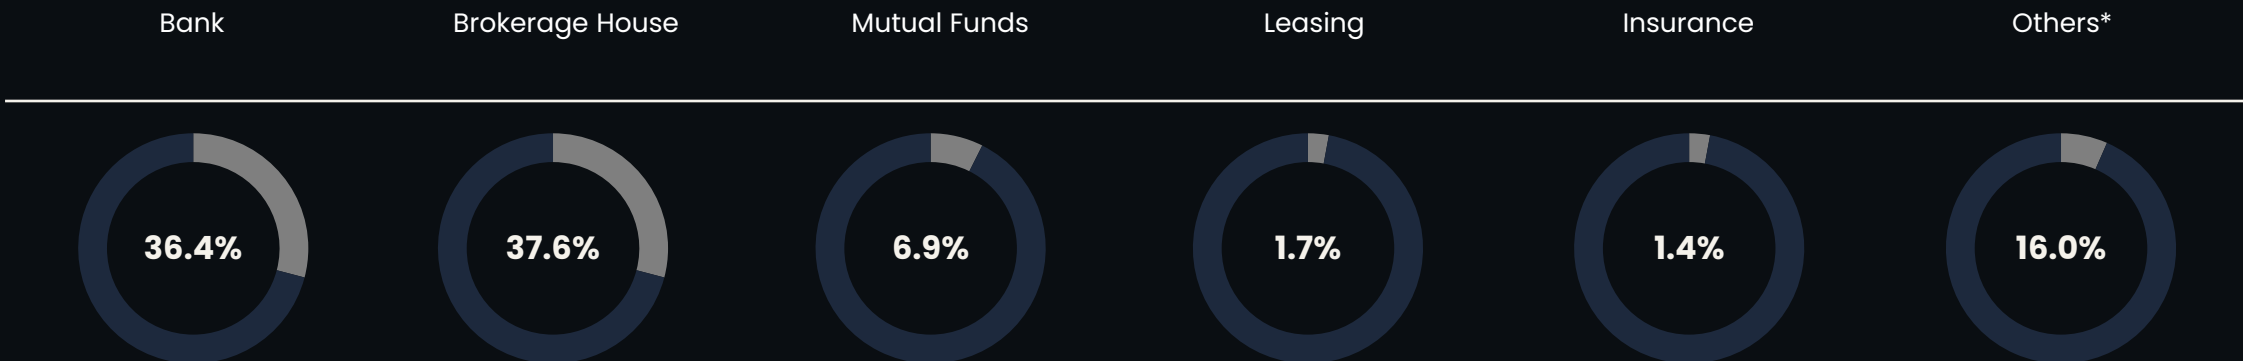 Bank Brokerage House Mutual Funds Leasing Insurance Others*
36.4% 37.6% 6.9% 1.7% 1.4% 16.0%